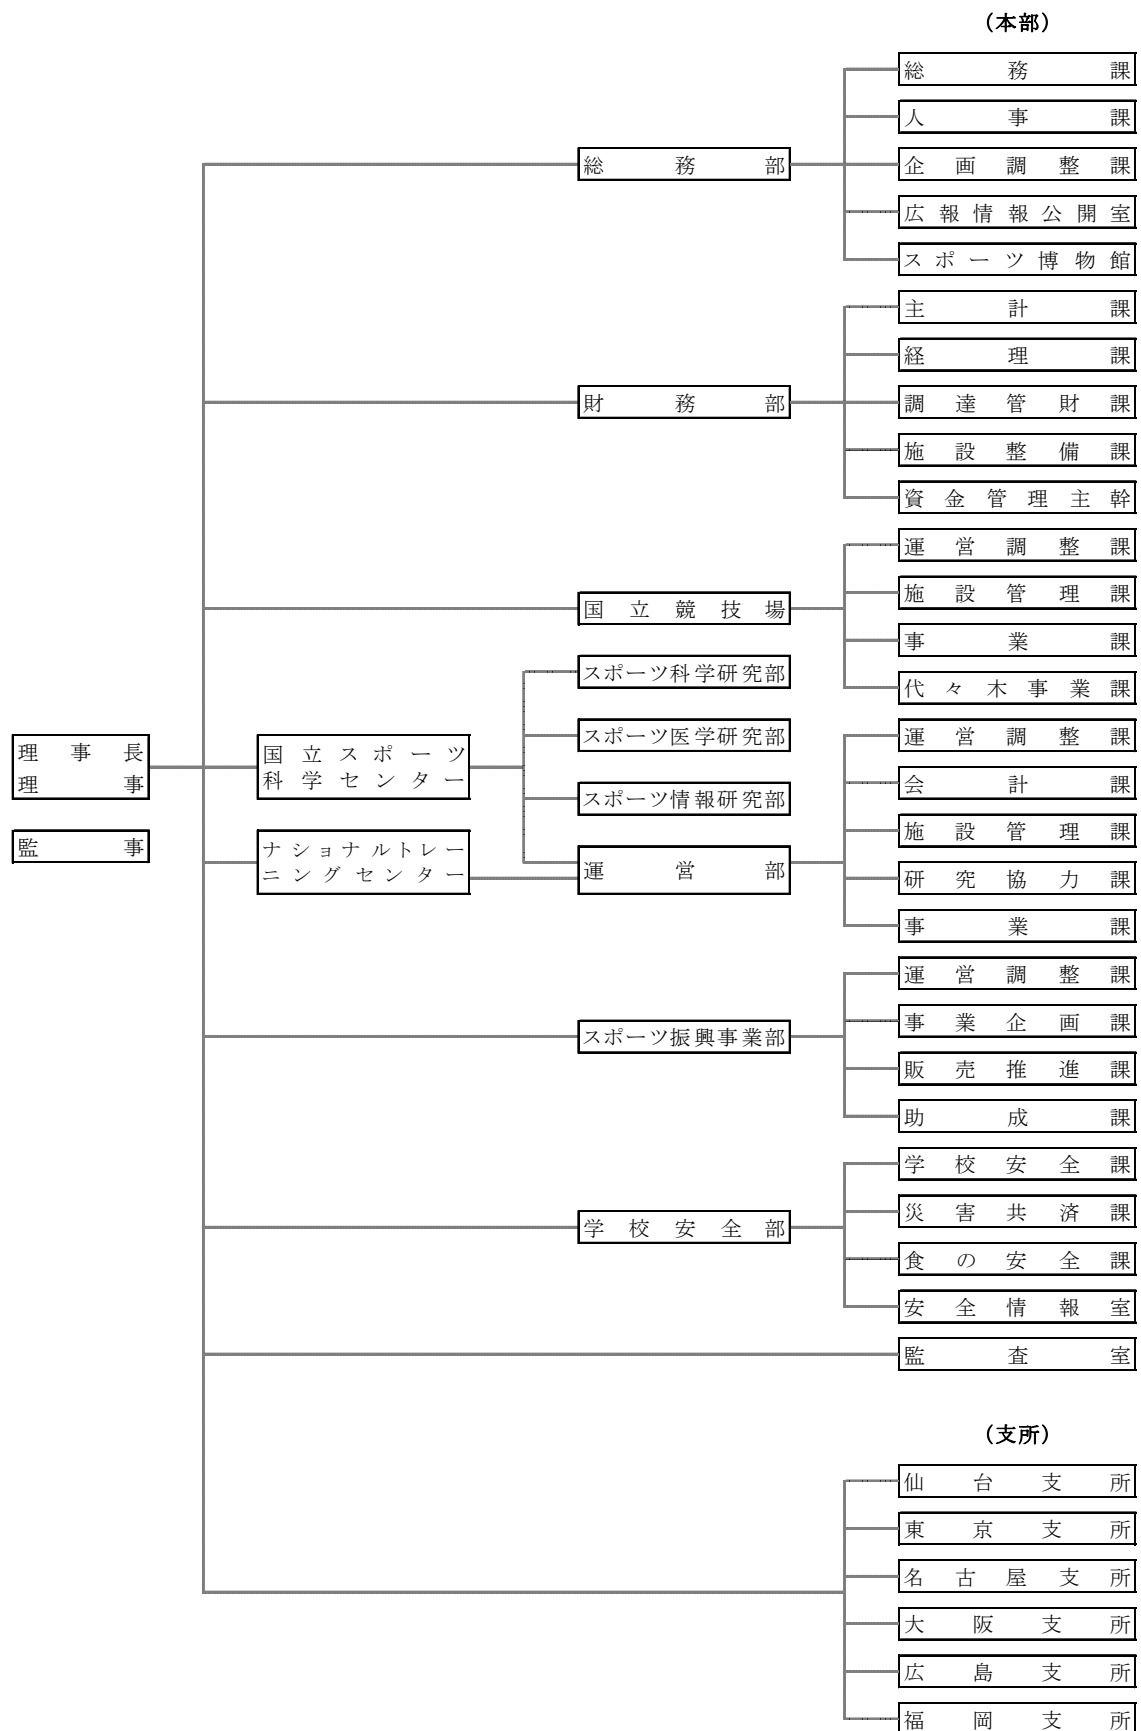 (本部)
総務課
人事課
総務部
企画調整課
広報情報公開室
スポーツ博物館
主計課
経理課
財務部
調達管財課
施設整備課
資金管理主幹
運営調整課
施設管理課
国立競技場
事業課
代々木事業課
スポーツ科学研究部
スポーツ医学研究部
スポーツ情報研究部
運営部
理事長
理事
監事
国立スポーツ
科学センター
ナショナルトレー
ニングセンター
運営調整課
会計課
施設管理課
研究協力課
事業課
運営調整課
事業企画課
スポーツ振興事業部
販売推進課
助成課
学校安全課
災害共済課
学校安全部
食の安全課
安全情報室
監査室
(支所)
仙台支所
東京支所
名古屋支所
大阪支所
広島支所
福岡支所